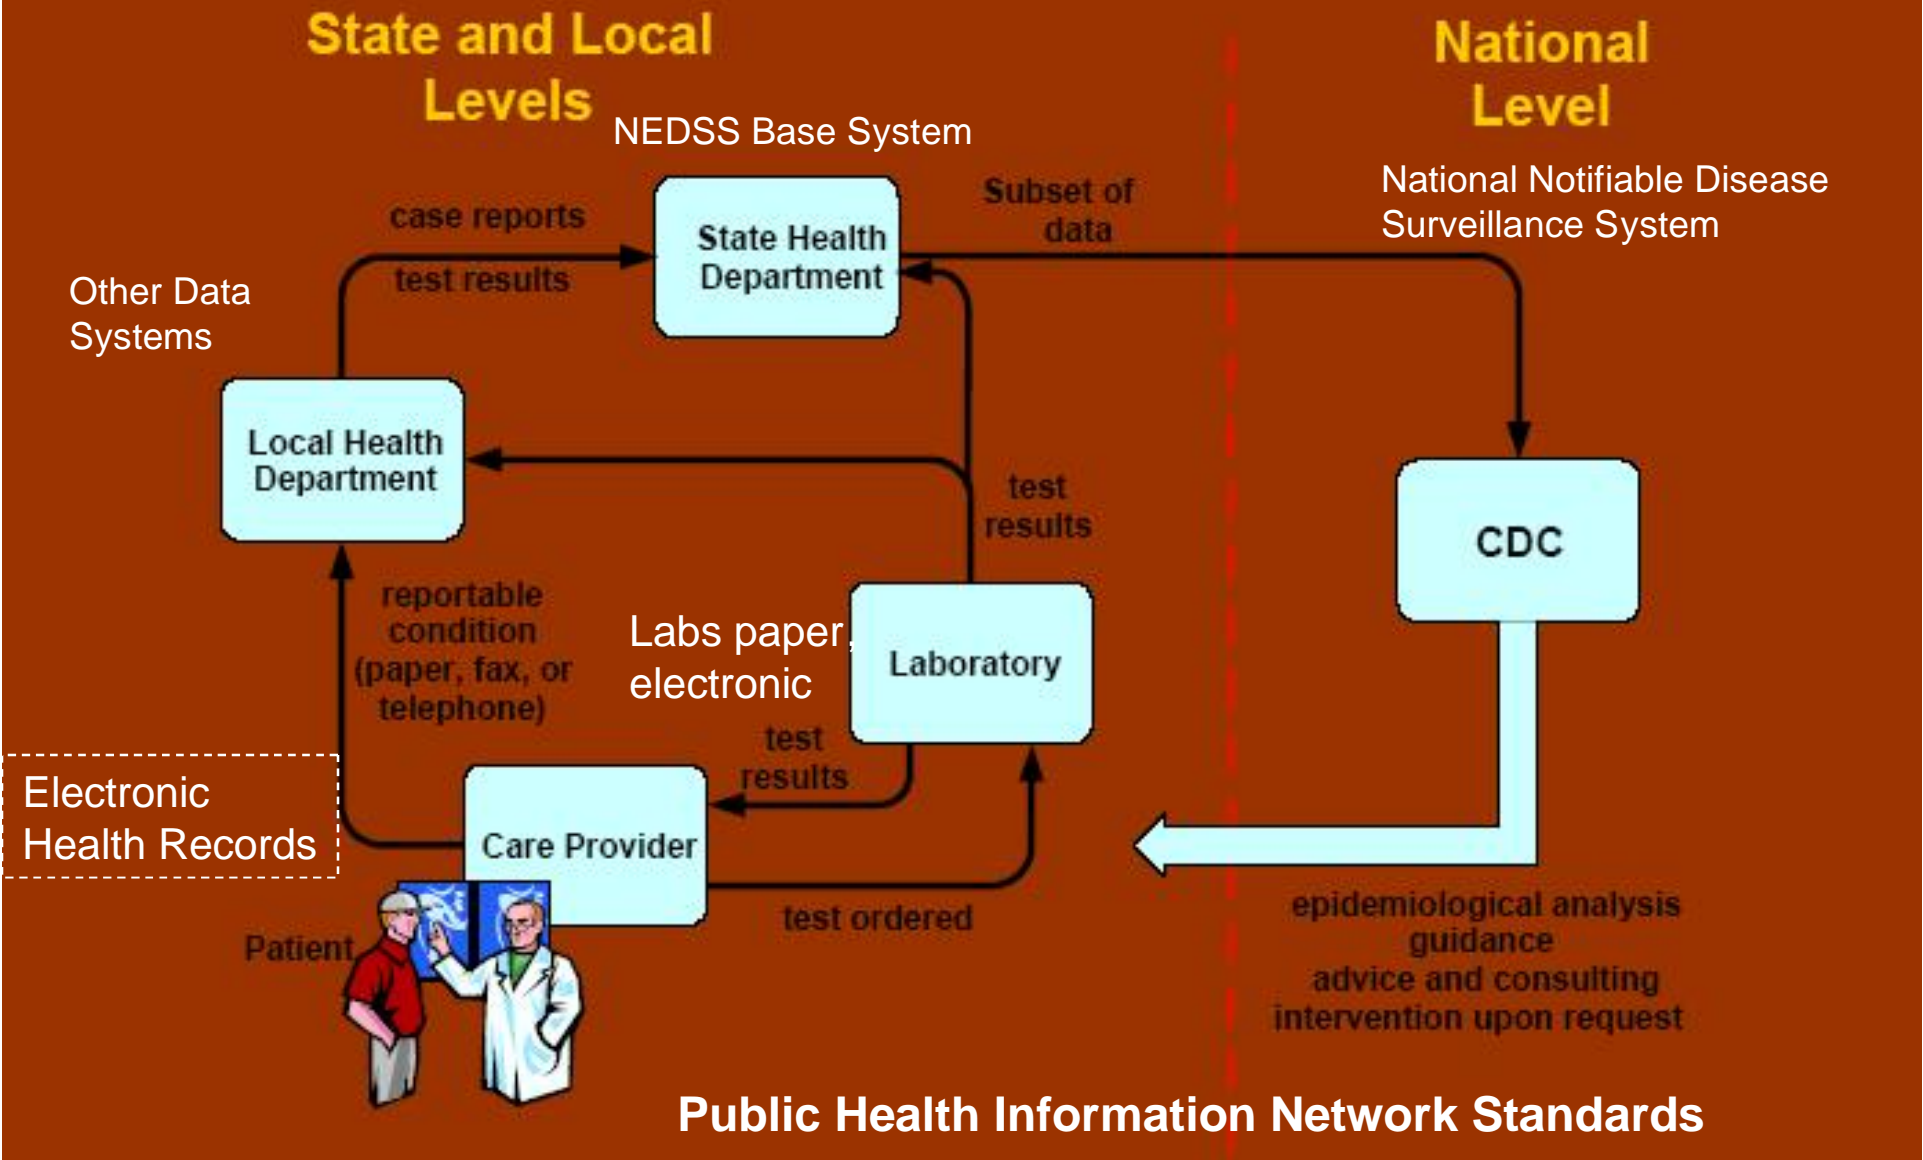 State and Local
Levels
National
Level
NEDSS Base System
National Notifiable Disease
Surveillance System
case reports
test results
State Health
Department
Subset of
data
Other Data
Systems
Local Health
Department
test
results
CDC
reportable
condition
(paper, fax, or
telephone)
Labs paper,
electronic
Laboratory
test
results
Electronic
Health Records
Care Provider
test ordered
Patient
epidemiological analysis
guidance
advice and consulting
intervention upon request
Public Health Information Network Standards